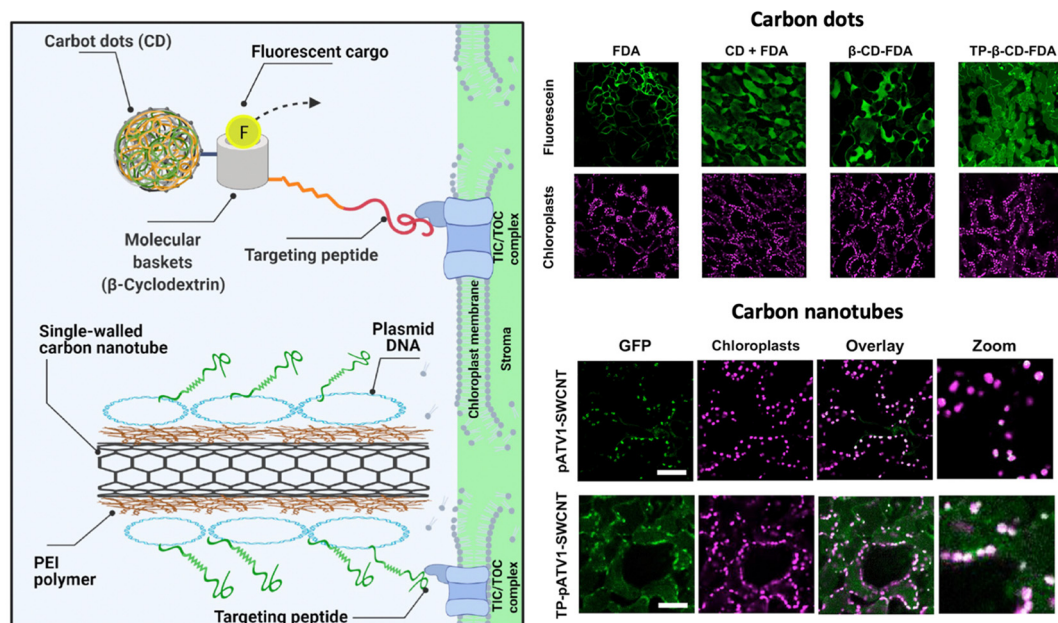 Carbot dots (CD)
Fluorescent cargo
F
Molecular
baskets
(β-Cyclodextrin)
Targeting peptide
TIC/TOC
complex
Single-walled
carbon nanotube
Plasmid
DNA
Chloroplast membrane
Stroma
PEI
polymer
Targeting peptide
TIC/TOC
complex
Carbon dots
FDA
CD + FDA
β-CD-FDA
TP-β-CD-FDA
Fluorescein
Chloroplasts
Carbon nanotubes
GFP
Chloroplasts
Overlay
Zoom
pATV1-SWCNT
TP-pATV1-SWCNT